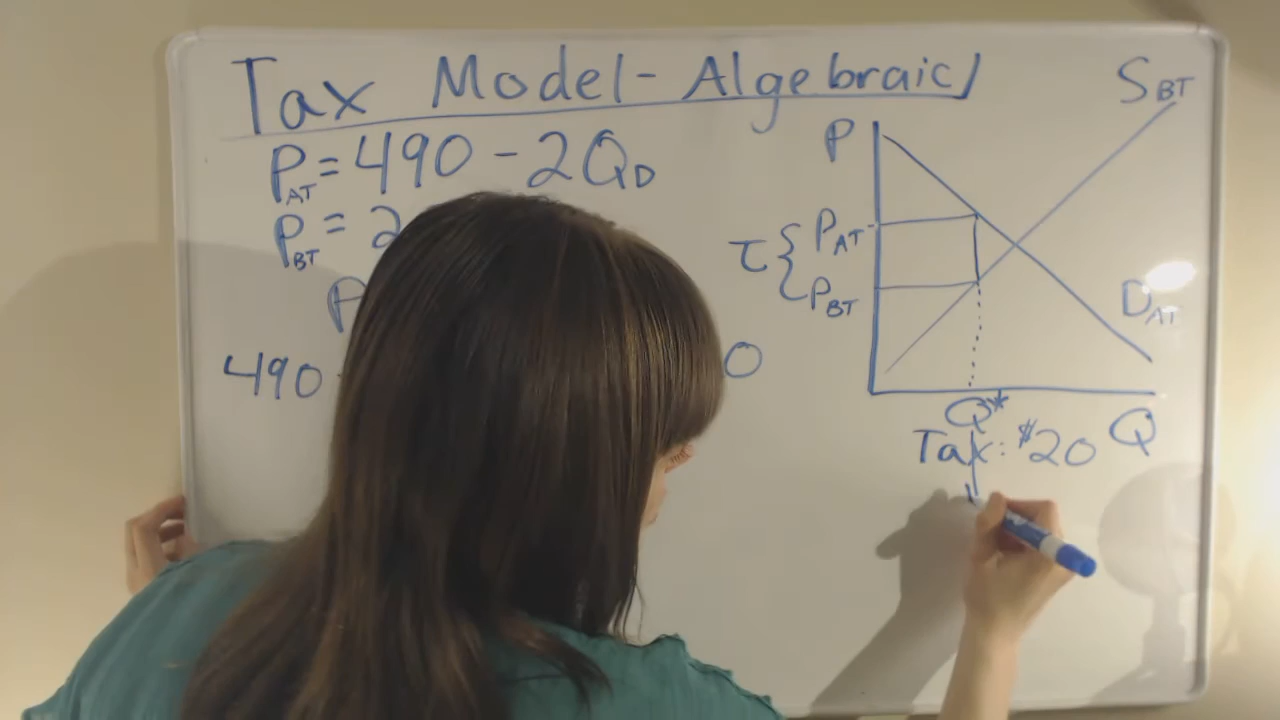 Tax Model - Algebraic
P_AT = 490 - 2Q_D
P_BT = 2
P
490
0
S_BT
P
P_AT
τ {
P_BT
D_AT
Q*
Q
Tax: $20